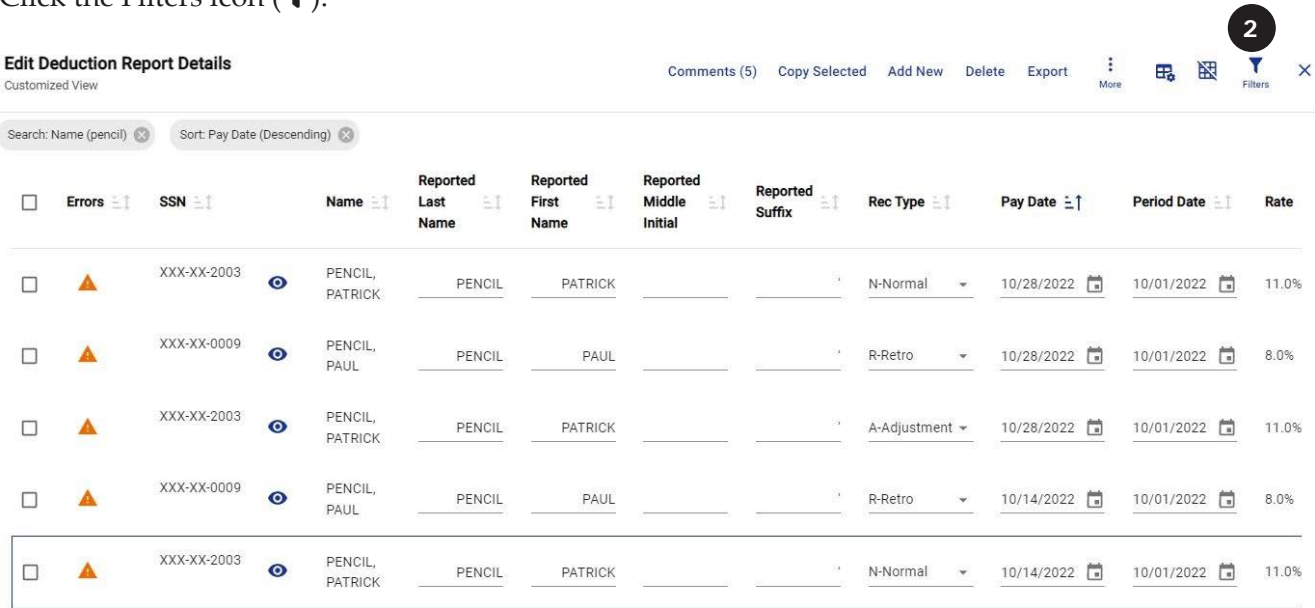 Click the Filters icon ( ).
2
Edit Deduction Report Details
Customized View
Comments (5) Copy Selected Add New Delete Export More Filters
Search: Name (pencil) Sort: Pay Date (Descending)
Errors SSN Name Reported Last Name Reported First Name Reported Middle Initial Reported Suffix Rec Type Pay Date Period Date Rate
XXX-XX-2003 PENCIL, PATRICK PENCIL PATRICK N-Normal 10/28/2022 10/01/2022 11.0%
XXX-XX-0009 PENCIL, PAUL PENCIL PAUL R-Retro 10/28/2022 10/01/2022 8.0%
XXX-XX-2003 PENCIL, PATRICK PENCIL PATRICK A-Adjustment 10/28/2022 10/01/2022 11.0%
XXX-XX-0009 PENCIL, PAUL PENCIL PAUL R-Retro 10/14/2022 10/01/2022 8.0%
XXX-XX-2003 PENCIL, PATRICK PENCIL PATRICK N-Normal 10/14/2022 10/01/2022 11.0%